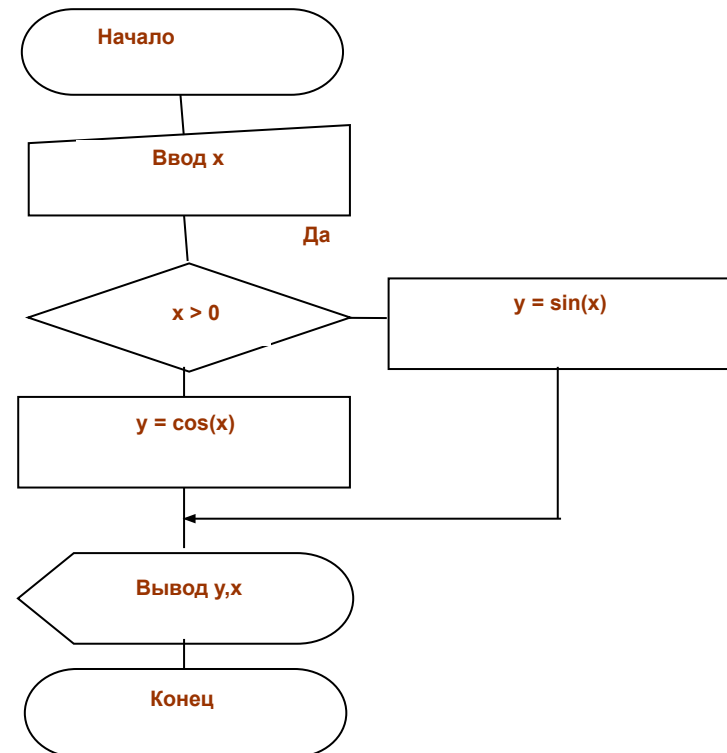 Начало
Ввод x
Да
x > 0
y = sin(x)
y = cos(x)
Вывод y,x
Конец